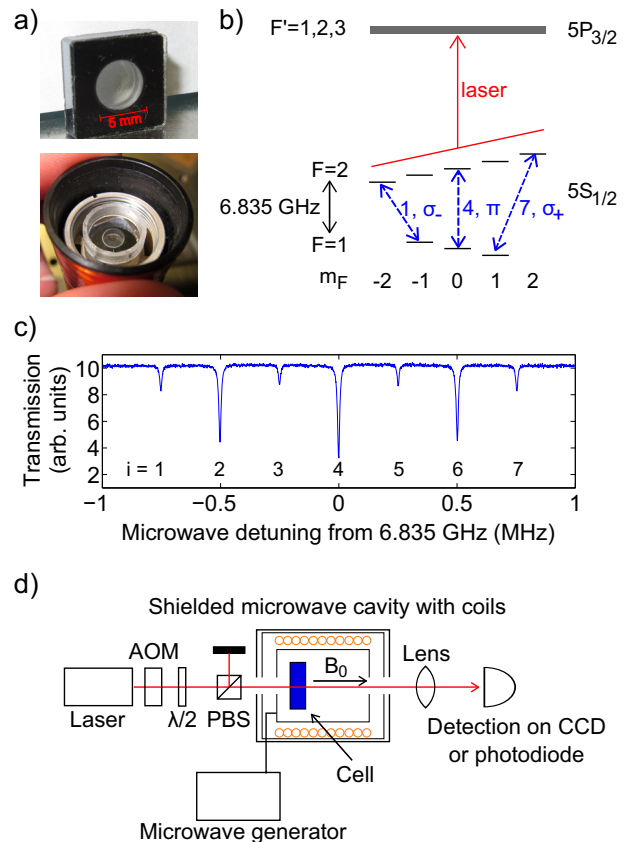 a)
5 mm
b)
F'=1,2,3
5P3/2
laser
F=2
6.835 GHz
F=1
5S1/2
1, σ-
4, π
7, σ+
mF
-2 -1 0 1 2
c)
Transmission
(arb. units)
10
8
6
4
2
i = 1 2 3 4 5 6 7
−1 −0.5 0 0.5 1
Microwave detuning from 6.835 GHz (MHz)
d)
Shielded microwave cavity with coils
AOM
Lens
B0
Laser
λ/2
PBS
Detection on CCD
or photodiode
Cell
Microwave generator